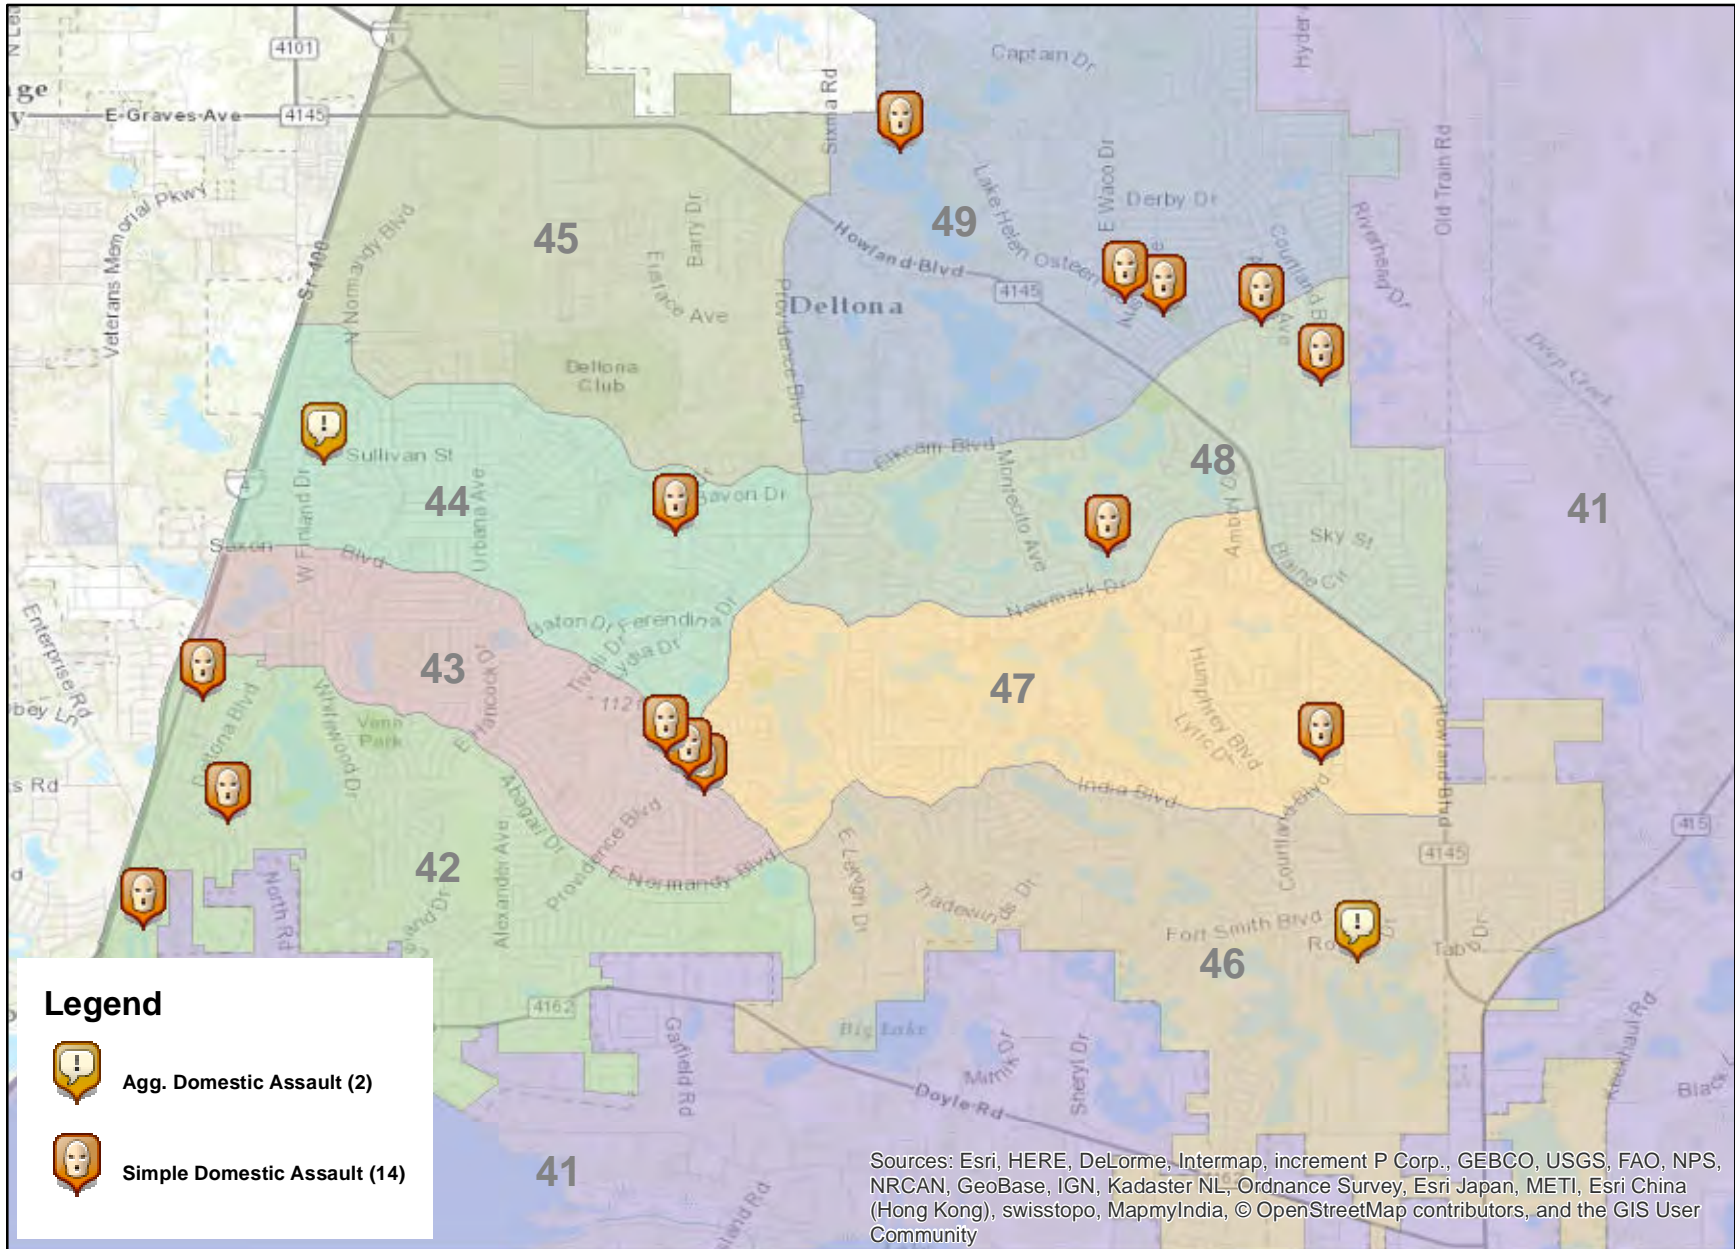 4101
ge
y
E-Graves-Ave
4145
Captain Dr
Sixma Rd
Old Train Rd
Veterans Memorial Pkwy
N Normandy Blvd
Sr-400
Barry Dr
45
49
Lake Helen Osteen
E Waco Dr
Derby Dr
Riverhead Dr
Howland-Blvd
4145
Ave
Deltona
Providence Blvd
Deltona
Club
Ave
Deep Creek
Sullivan St
44
Urbana Ave
W Finland Dr
Savon Dr
Elkcam Blvd
Montecito Ave
48
41
Sky St
Blaine Cir
Saxon
Blvd
Newmark Dr
Enterprise Rd
Ferendina Dr
Tivoli Dr
Lydia Dr
43
E Hancock Dr
47
Humphrey Blvd
Lyric Dr
Deltona Blvd
Whitewood Dr
Venn
Park
Howland-Blvd
India Blvd
s Rd
Abagail Dr
Alexander Ave
Providence Blvd
E Normandy Blvd
42
Courtland Blvd
415
4145
North Rd
Tradewinds Dr
Fort Smith Blvd
46
Legend
Agg. Domestic Assault (2)
Simple Domestic Assault (14)
4162
Garfield Rd
Big Lake
Sheryl Dr
Doyle Rd
41
Sources: Esri, HERE, DeLorme, Intermap, increment P Corp., GEBCO, USGS, FAO, NPS,
NRCAN, GeoBase, IGN, Kadaster NL, Ordnance Survey, Esri Japan, METI, Esri China
(Hong Kong), swisstopo, MapmyIndia, © OpenStreetMap contributors, and the GIS User
Community